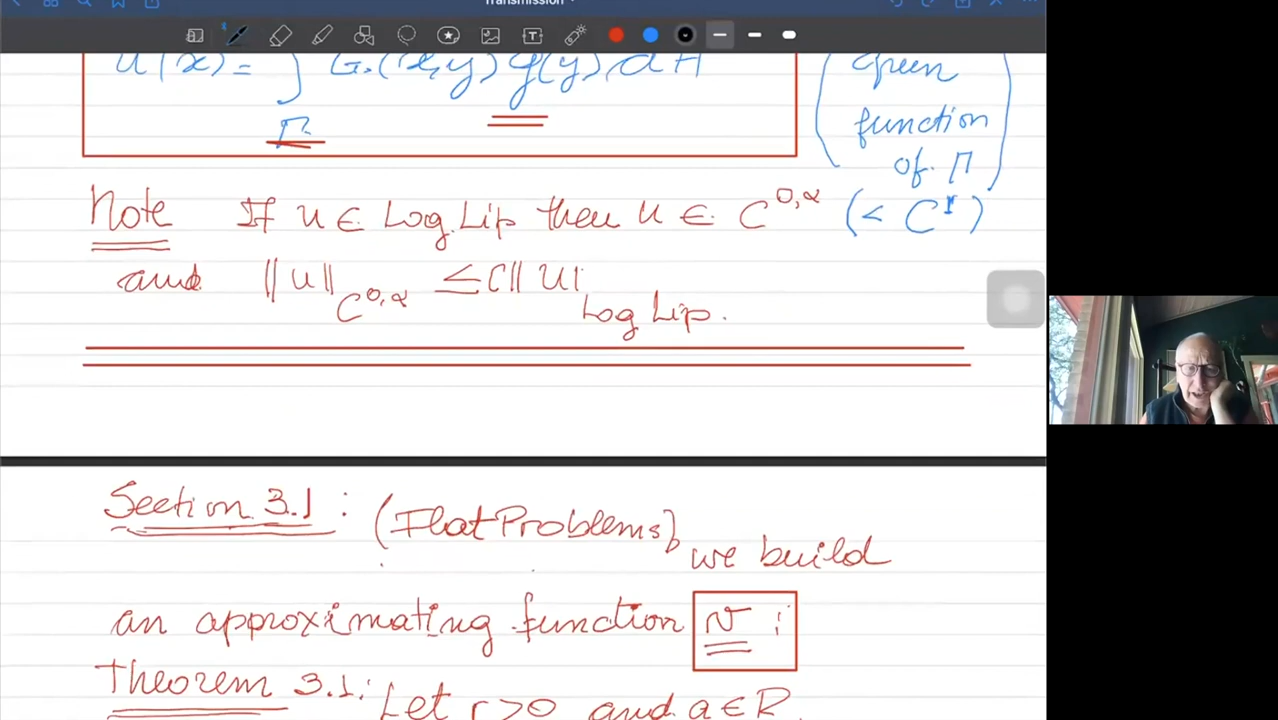 Transmission
u(x) = ∫ G(x,y) g(y) dH
Γ
Green
function
of Γ
Note If u ∈ Log Lip then u ∈ C^{0,α} (< C^1)
and ‖u‖_{C^{0,α}} ≤ C‖u‖_{Log Lip}.
Section 3.1 : (Flat Problems) we build
an approximating function v :
Theorem 3.1: Let r>0 and a ∈ R